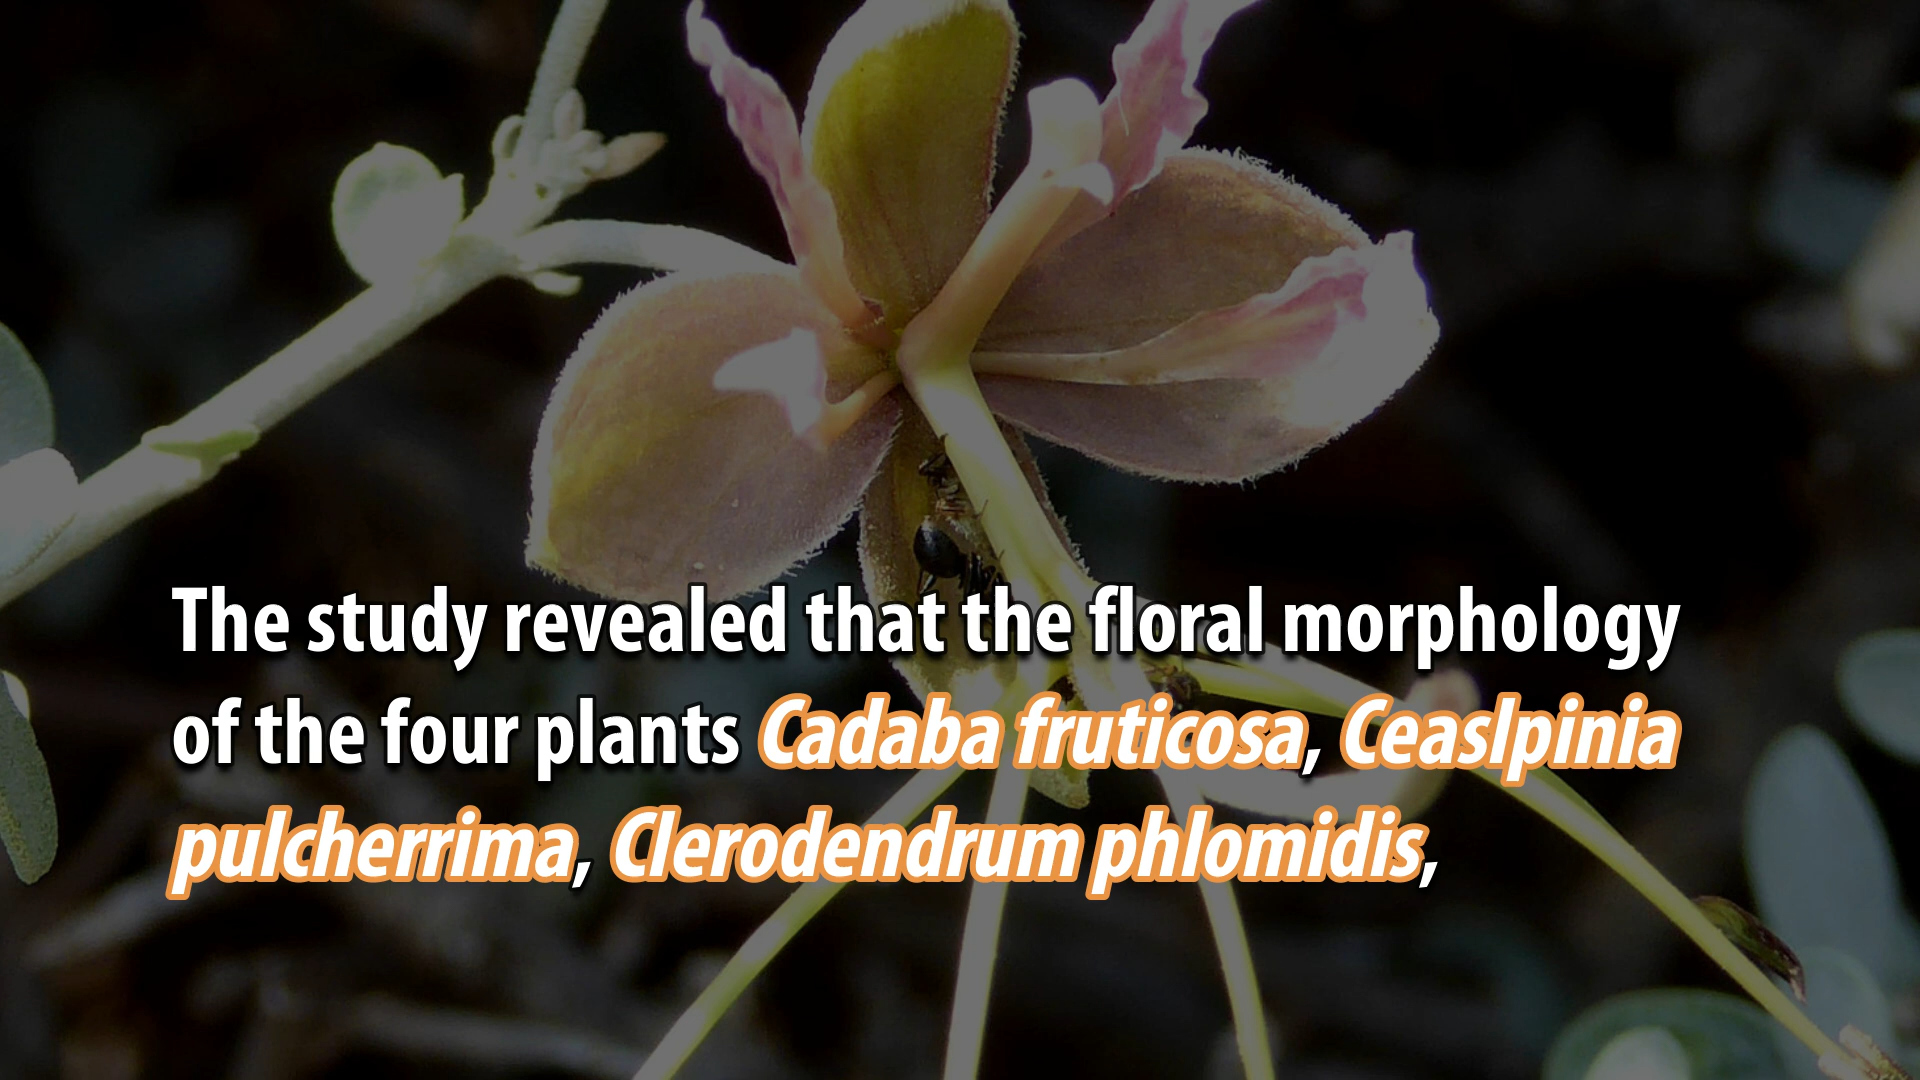 The study revealed that the floral morphology
of the four plants Cadaba fruticosa, Ceaslpinia
pulcherrima, Clerodendrum phlomidis,